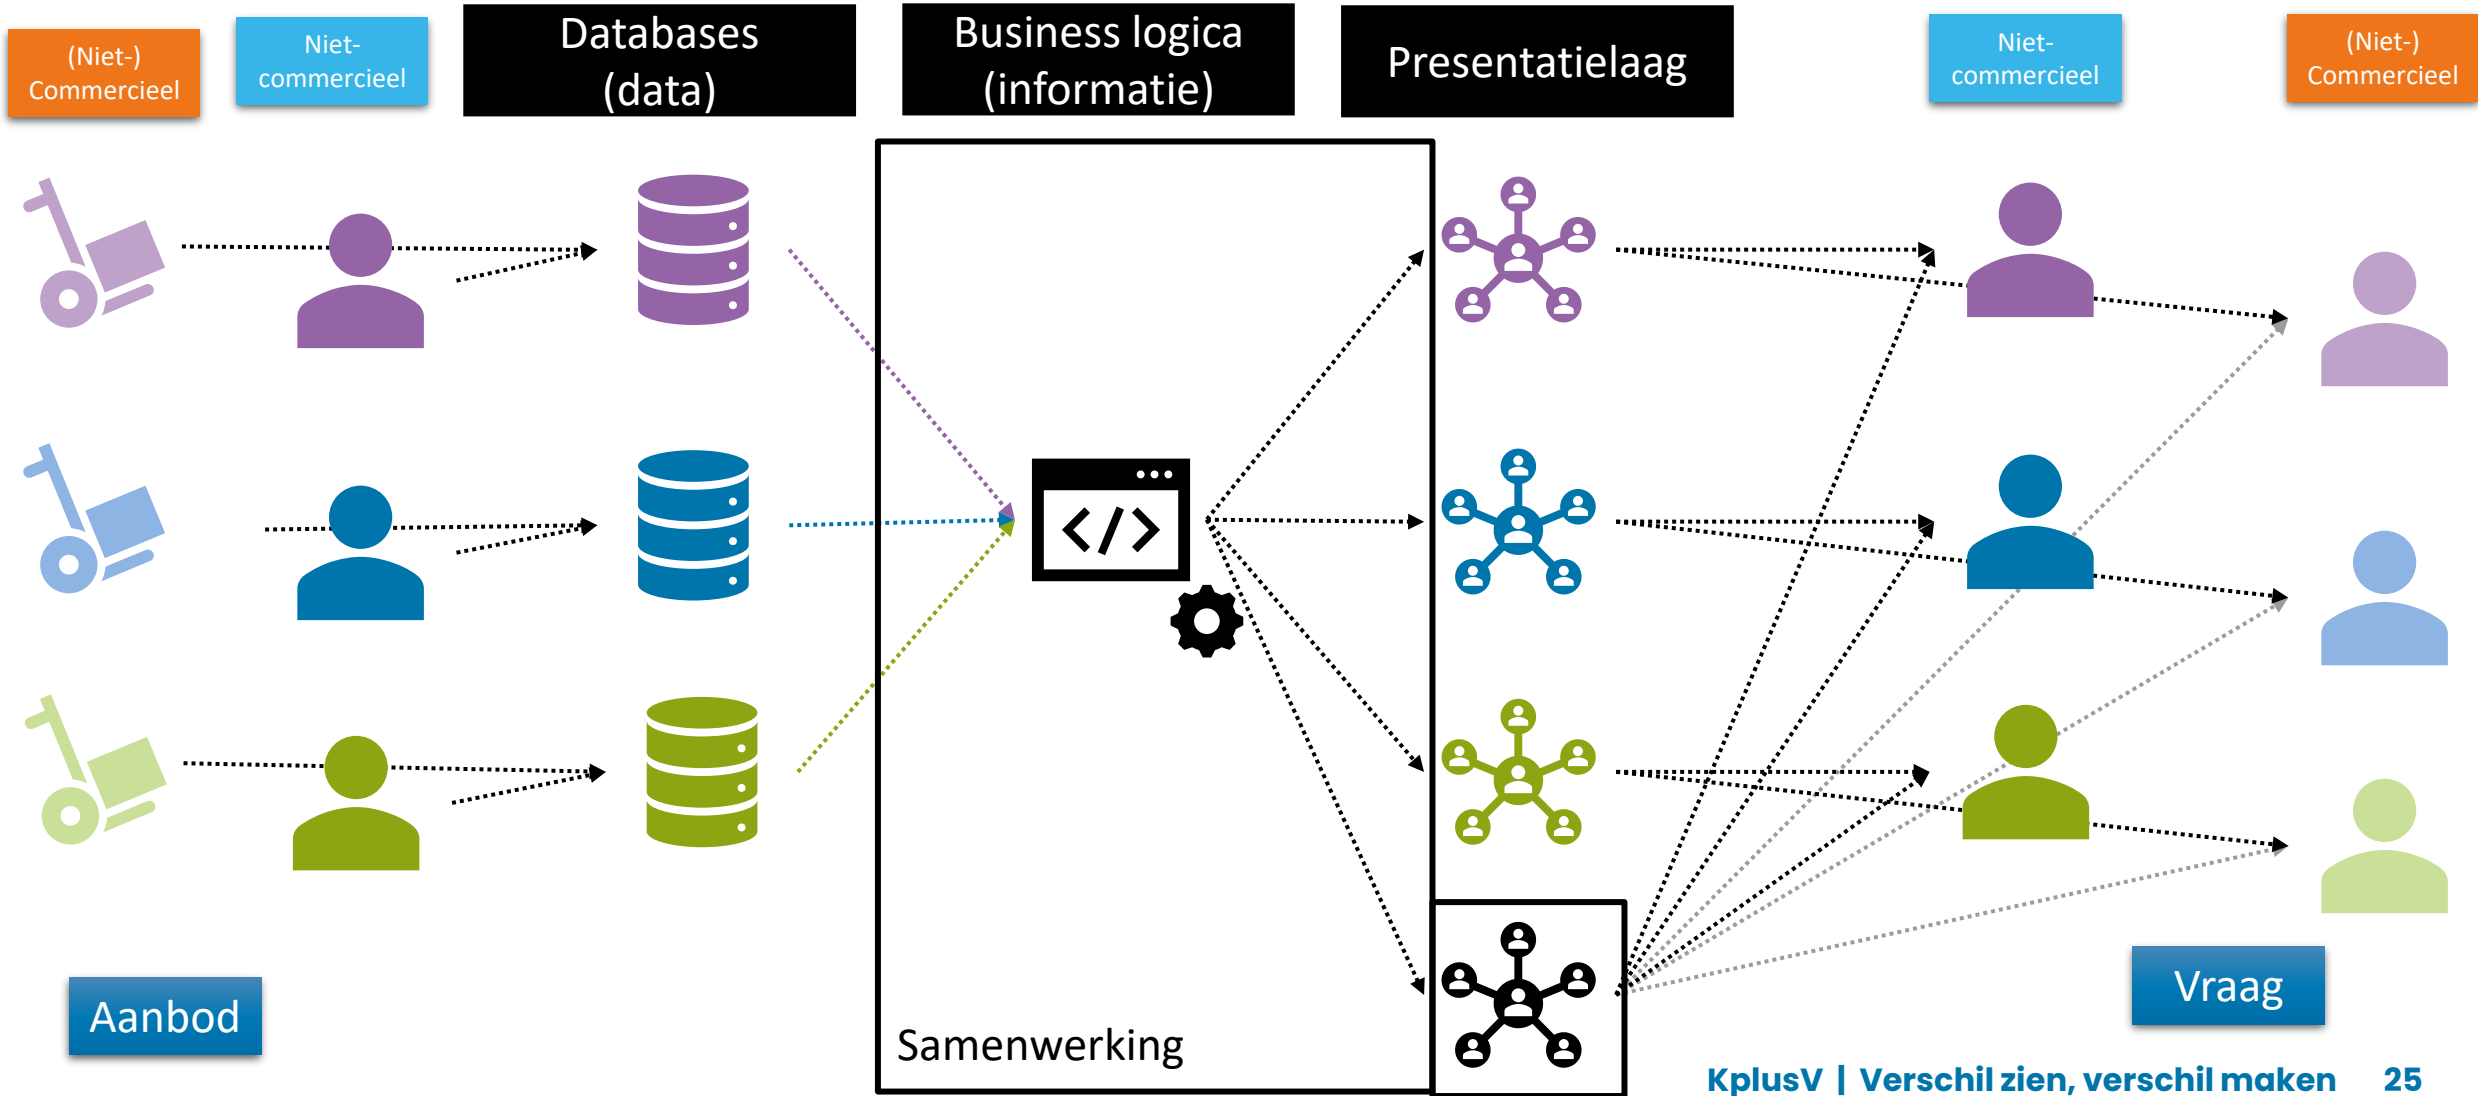 (Niet-)
Commercieel
Niet-
commercieel
Databases
(data)
Business logica
(informatie)
Presentatielaag
Niet-
commercieel
(Niet-)
Commercieel
</>
Aanbod
Samenwerking
Vraag
KplusV | Verschil zien, verschil maken 25